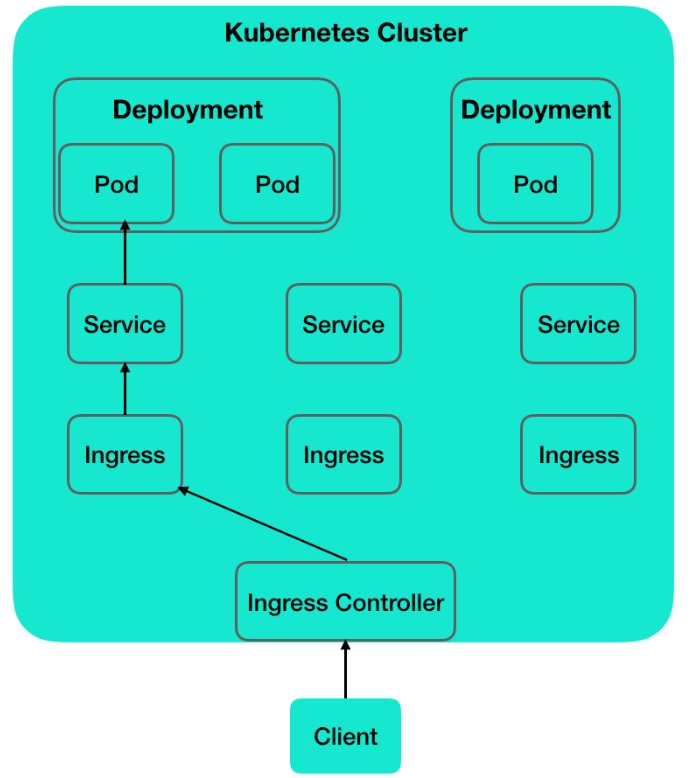 Kubernetes Cluster
Deployment
Deployment
Pod
Pod
Pod
Service
Service
Service
Ingress
Ingress
Ingress
Ingress Controller
Client